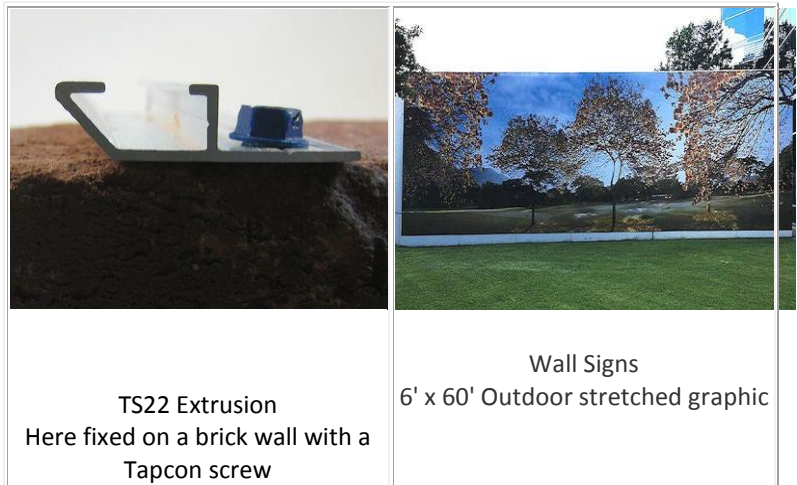 TS22 Extrusion
Here fixed on a brick wall with a
Tapcon screw
Wall Signs
6' x 60' Outdoor stretched graphic